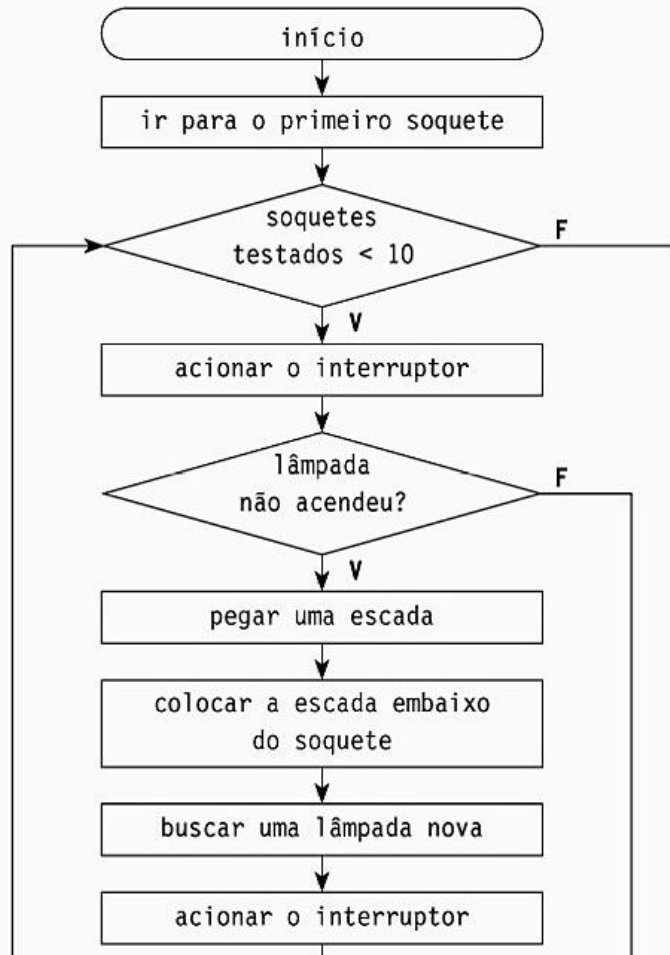 início
ir para o primeiro soquete
soquetes
testados < 10
F
V
acionar o interruptor
lâmpada
não acendeu?
F
V
pegar uma escada
colocar a escada embaixo
do soquete
buscar uma lâmpada nova
acionar o interruptor